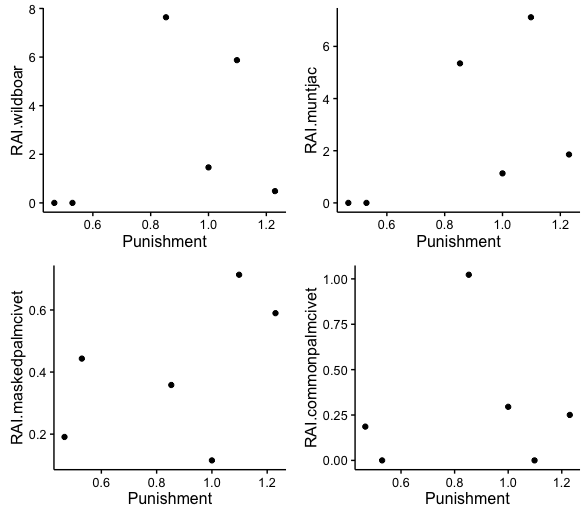 RAI.wildboar
8
6
4
2
0
0.6 0.8 1.0 1.2
Punishment
RAI.muntjac
6
4
2
0
0.6 0.8 1.0 1.2
Punishment
RAI.maskedpalmcivet
0.6
0.4
0.2
0.6 0.8 1.0 1.2
Punishment
RAI.commonpalmcivet
1.00
0.75
0.50
0.25
0.00
0.6 0.8 1.0 1.2
Punishment